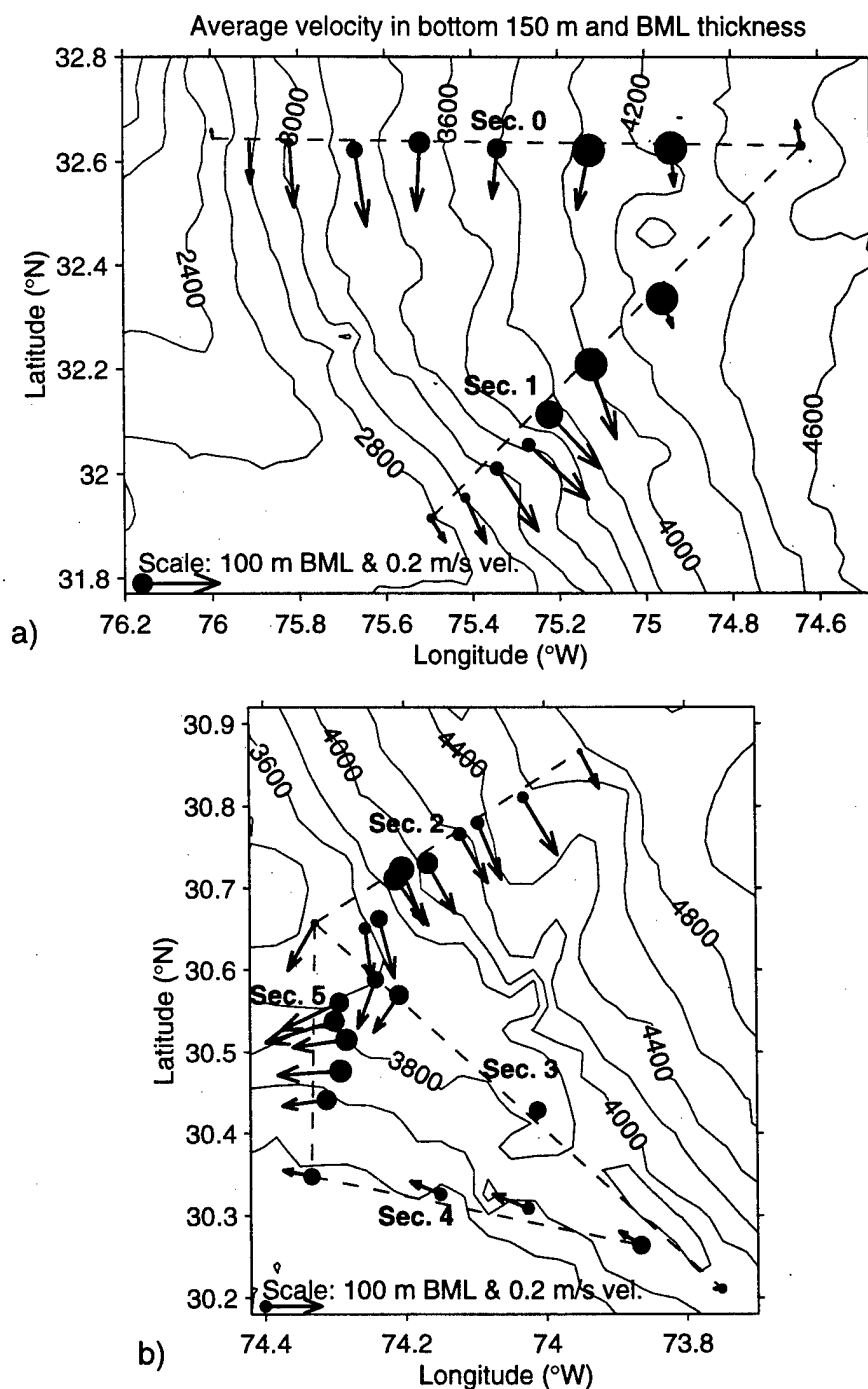 Average velocity in bottom 150 m and BML thickness
32.8
32.6
32.4
32.2
32
31.8
Latitude (°N)
3000
3600
4200
Sec. 0
2400
Sec. 1
2800
4000
4600
Scale: 100 m BML & 0.2 m/s vel.
76.2 76 75.8 75.6 75.4 75.2 75 74.8 74.6
a)
Longitude (°W)
30.9
30.8
30.7
30.6
30.5
30.4
30.3
30.2
Latitude (°N)
3600
4000
4400
Sec. 2
4800
Sec. 5
4400
3800
Sec. 3
4000
Sec. 4
Scale: 100 m BML & 0.2 m/s vel.
74.4 74.2 74 73.8
b)
Longitude (°W)